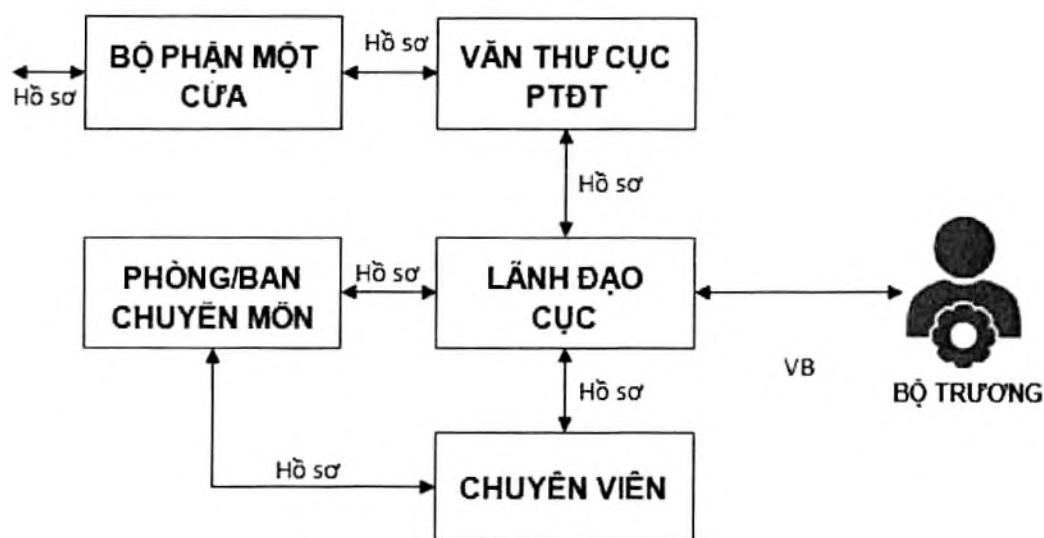 BỘ PHẬN MỘT
CỬA
Hồ sơ
Hồ sơ
VĂN THƯ CỤC
PTĐT
Hồ sơ
PHÒNG/BAN
CHUYÊN MÔN
Hồ sơ
LÃNH ĐẠO
CỤC
VB
BỘ TRƯƠNG
Hồ sơ
Hồ sơ
CHUYÊN VIÊN